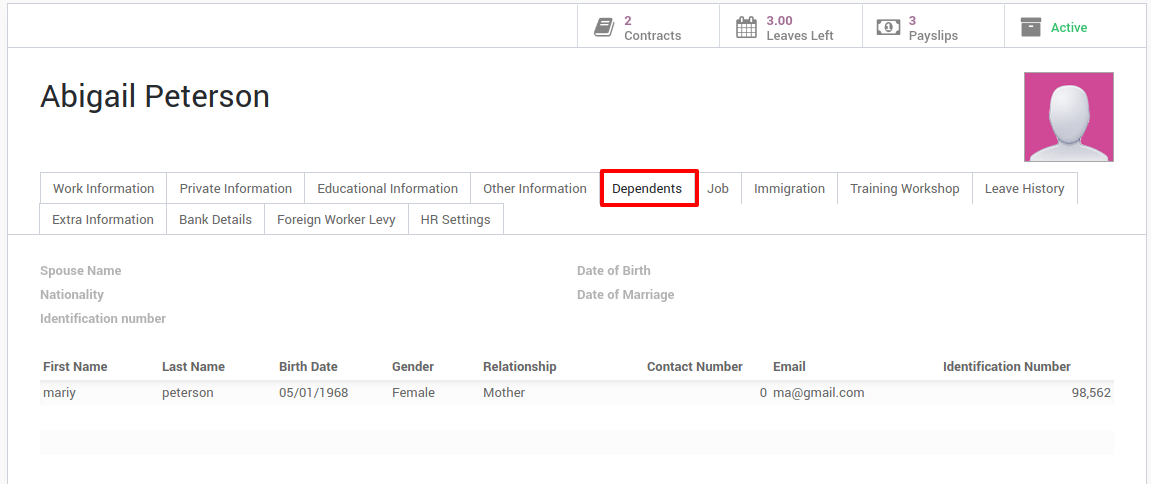 2 Contracts
3.00 Leaves Left
3 Payslips
Active
Abigail Peterson
Work Information Private Information Educational Information Other Information Dependents Job Immigration Training Workshop Leave History
Extra Information Bank Details Foreign Worker Levy HR Settings
Spouse Name Date of Birth
Nationality Date of Marriage
Identification number
First Name Last Name Birth Date Gender Relationship Contact Number Email Identification Number
mariy peterson 05/01/1968 Female Mother 0 ma@gmail.com 98,562